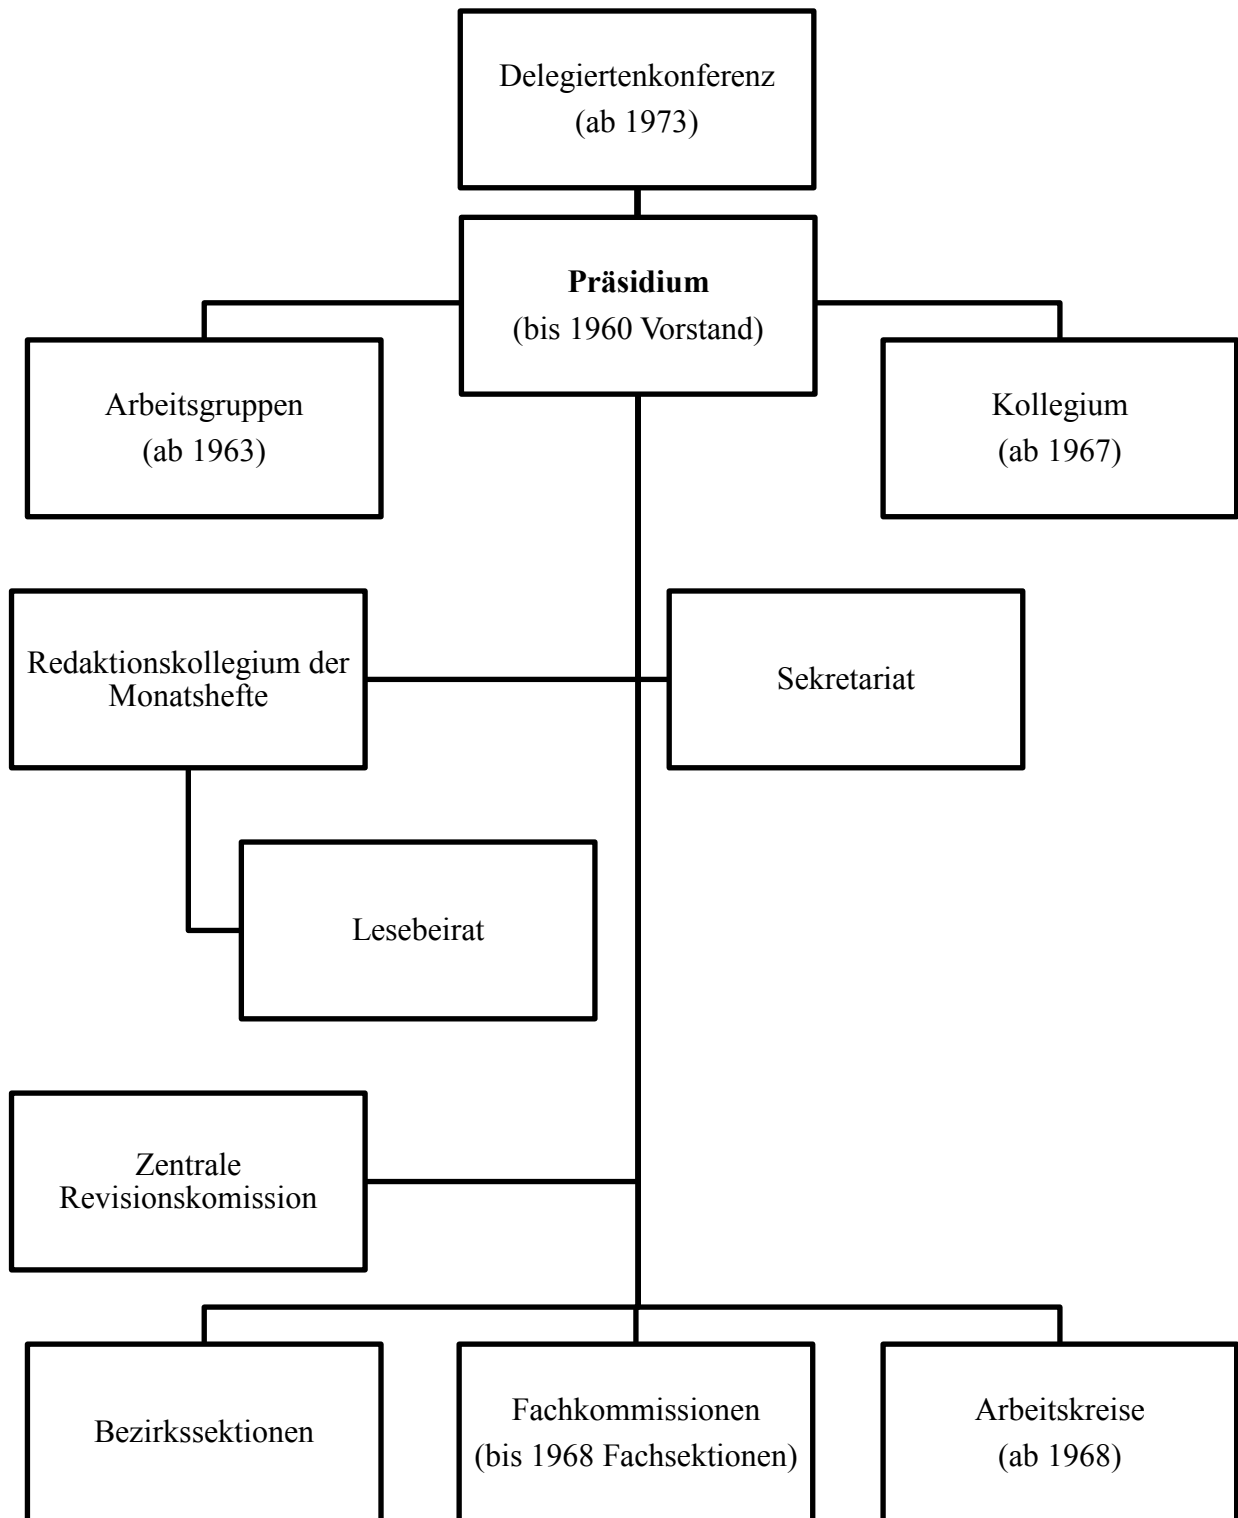 Delegiertenkonferenz
(ab 1973)
Präsidium
(bis 1960 Vorstand)
Arbeitsgruppen
(ab 1963)
Kollegium
(ab 1967)
Redaktionskollegium der
Monatshefte
Sekretariat
Lesebeirat
Zentrale
Revisionskomission
Bezirkssektionen
Fachkommissionen
(bis 1968 Fachsektionen)
Arbeitskreise
(ab 1968)